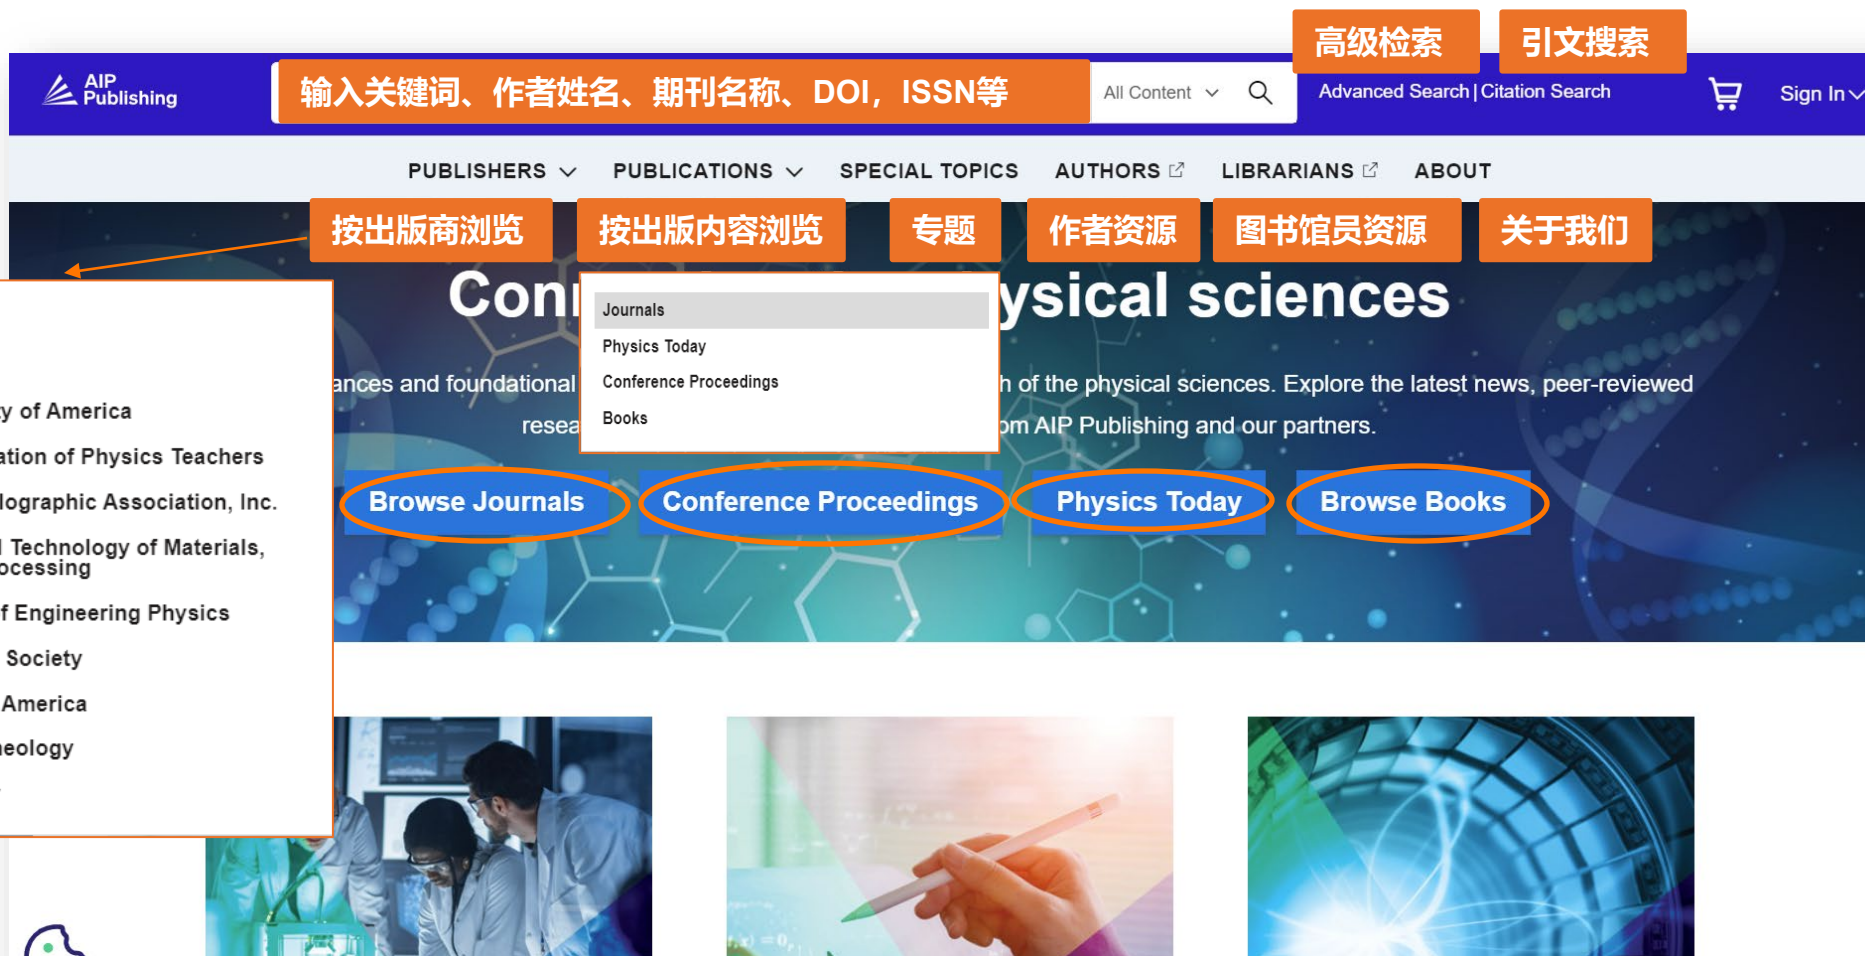 高级检索 引文搜索
AIP
Publishing
输入关键词、作者姓名、期刊名称、DOI，ISSN等
All Content
Advanced Search | Citation Search
Sign In
PUBLISHERS PUBLICATIONS SPECIAL TOPICS AUTHORS LIBRARIANS ABOUT
按出版商浏览 按出版内容浏览 专题 作者资源 图书馆员资源 关于我们
Con ysical sciences
Journals
Physics Today
Conference Proceedings
Books
ances and foundational h of the physical sciences. Explore the latest news, peer-reviewed
resea om AIP Publishing and our partners.
y of America
ation of Physics Teachers
lographic Association, Inc.
l Technology of Materials,
ocessing
f Engineering Physics
Society
America
heology
Browse Journals Conference Proceedings Physics Today Browse Books